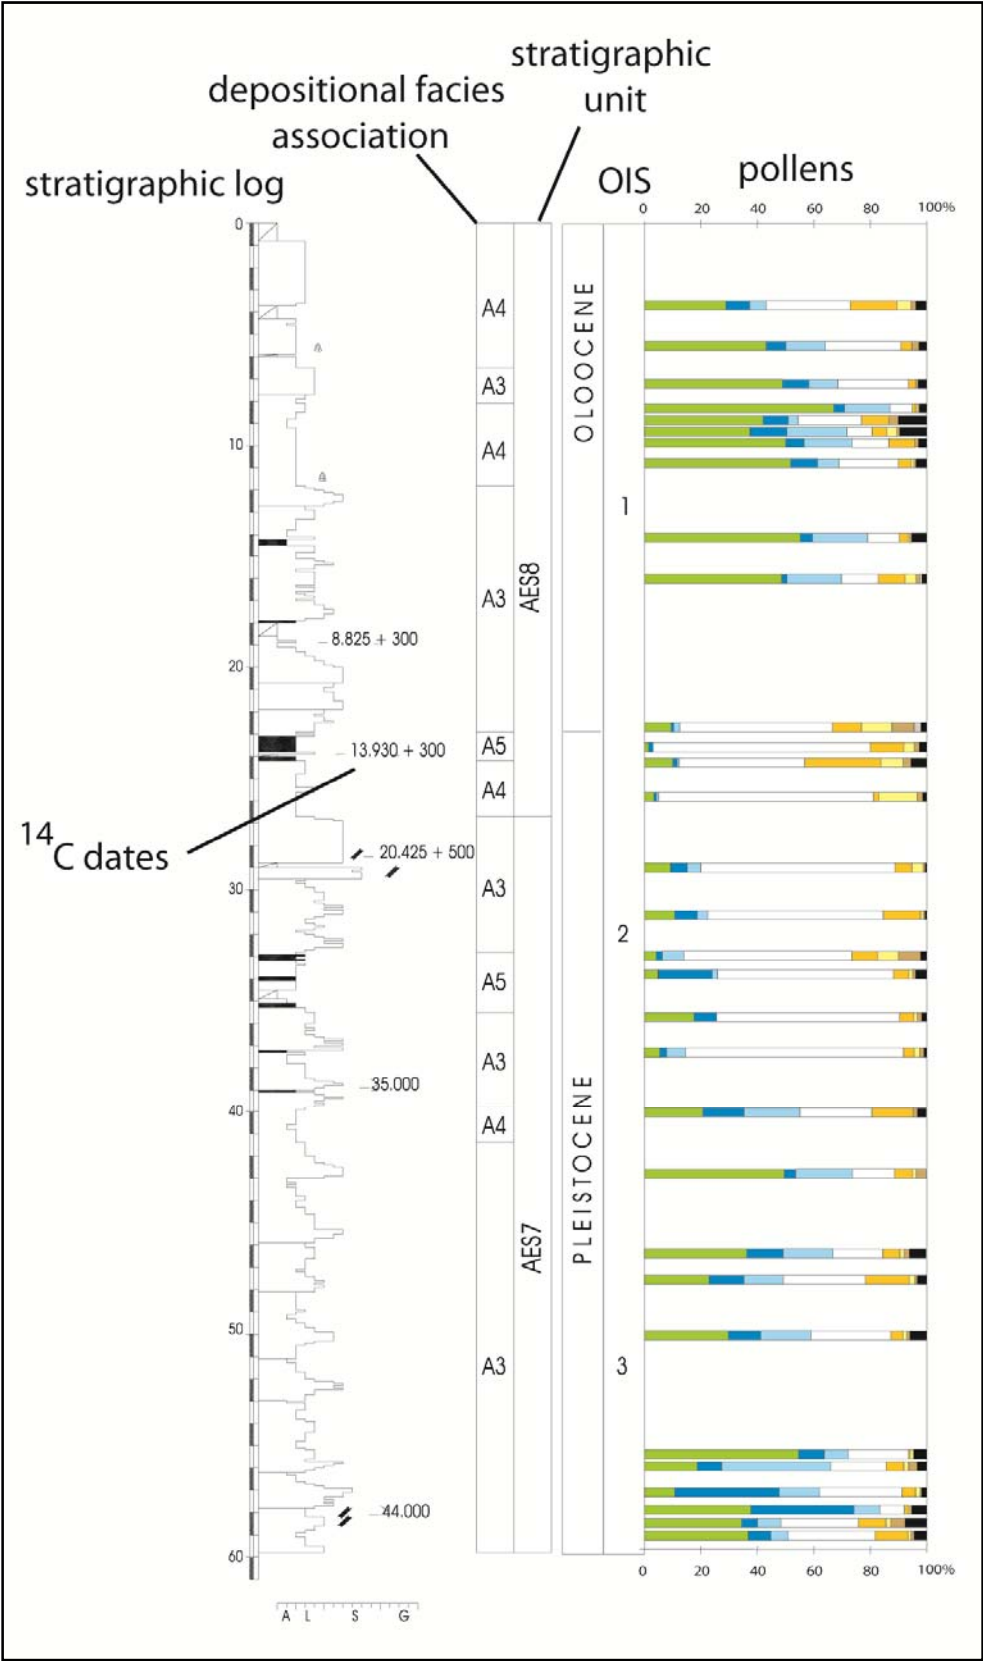 stratigraphic
unit
depositional facies
association
stratigraphic log
OIS
pollens
0 20 40 60 80 100%
0
10
20
30
40
50
60
8.825 + 300
13.930 + 300
20.425 + 500
35.000
44.000
14
C dates
A4
A3
A4
A3
A5
A4
A3
A5
A3
A4
A3
AES8
AES7
OLOOCENE
PLEISTOCENE
1
2
3
0 20 40 60 80 100%
A L S G